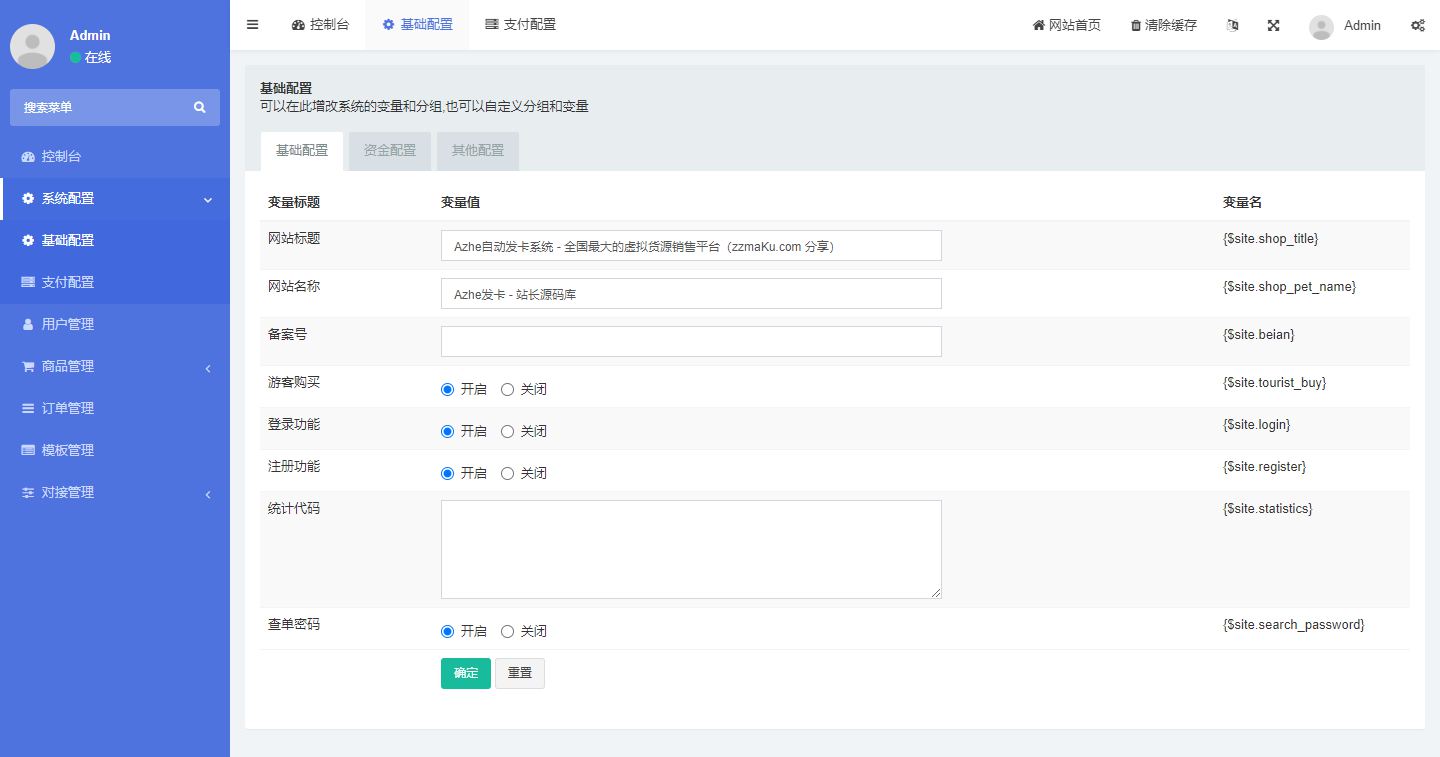 Admin
在线
搜索菜单
控制台
系统配置
基础配置
支付配置
用户管理
商品管理
订单管理
模板管理
对接管理
控制台 基础配置 支付配置 网站首页 清除缓存 Admin
基础配置
可以在此增改系统的变量和分组,也可以自定义分组和变量
基础配置 资金配置 其他配置
变量标题 变量值 变量名
网站标题 Azhe自动发卡系统 - 全国最大的虚拟货源销售平台（zzmaKu.com 分享） {$site.shop_title}
网站名称 Azhe发卡 - 站长源码库 {$site.shop_pet_name}
备案号 {$site.beian}
游客购买 开启 关闭 {$site.tourist_buy}
登录功能 开启 关闭 {$site.login}
注册功能 开启 关闭 {$site.register}
统计代码 {$site.statistics}
查单密码 开启 关闭 {$site.search_password}
确定 重置